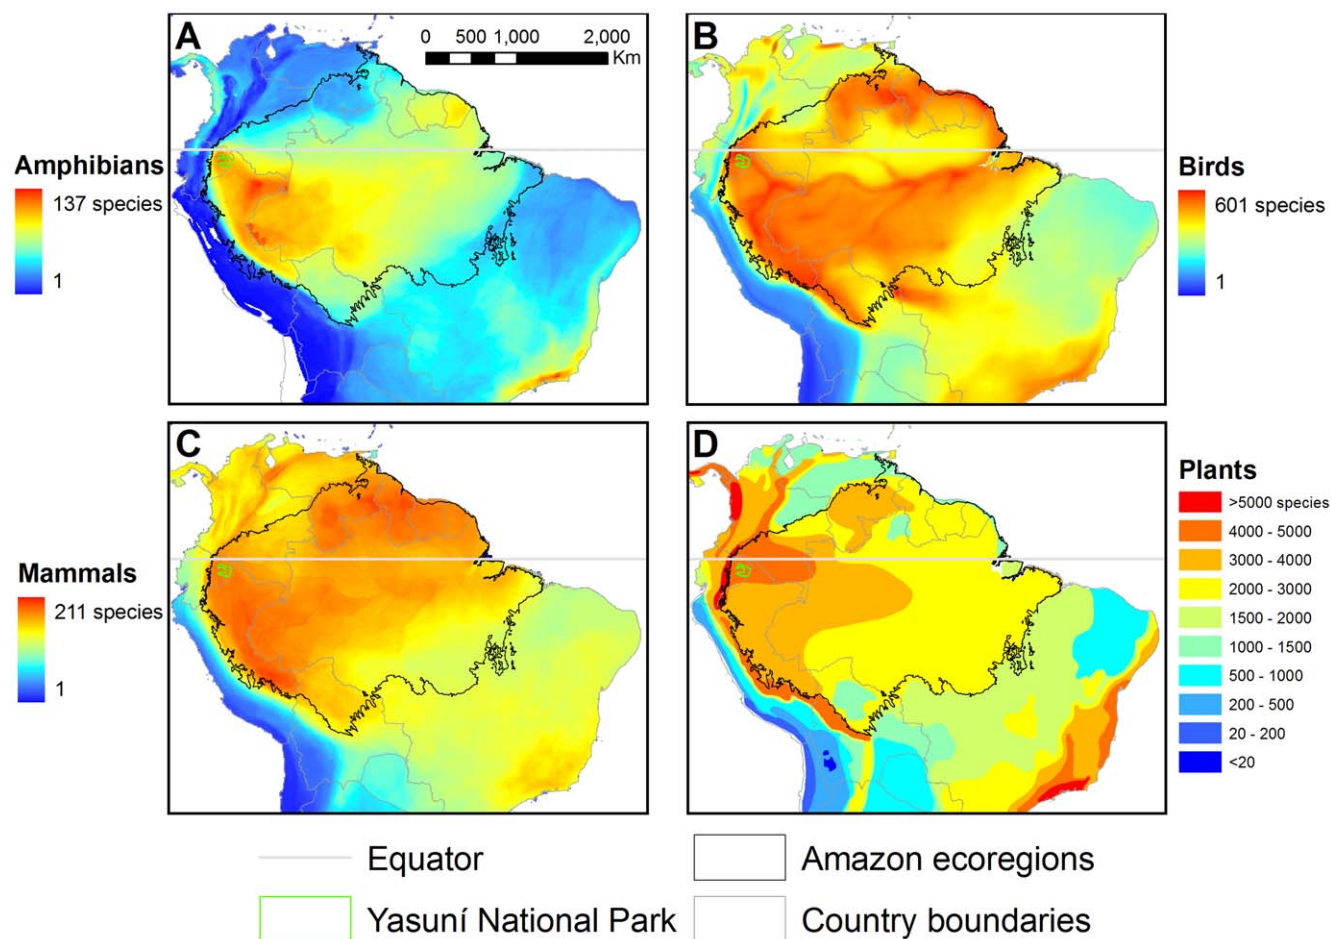 A
0 500 1,000 2,000
Km
B
Amphibians
137 species
1
Birds
601 species
1
C
D
Mammals
211 species
1
Plants
>5000 species
4000 - 5000
3000 - 4000
2000 - 3000
1500 - 2000
1000 - 1500
500 - 1000
200 - 500
20 - 200
<20
Equator
Amazon ecoregions
Yasuní National Park
Country boundaries